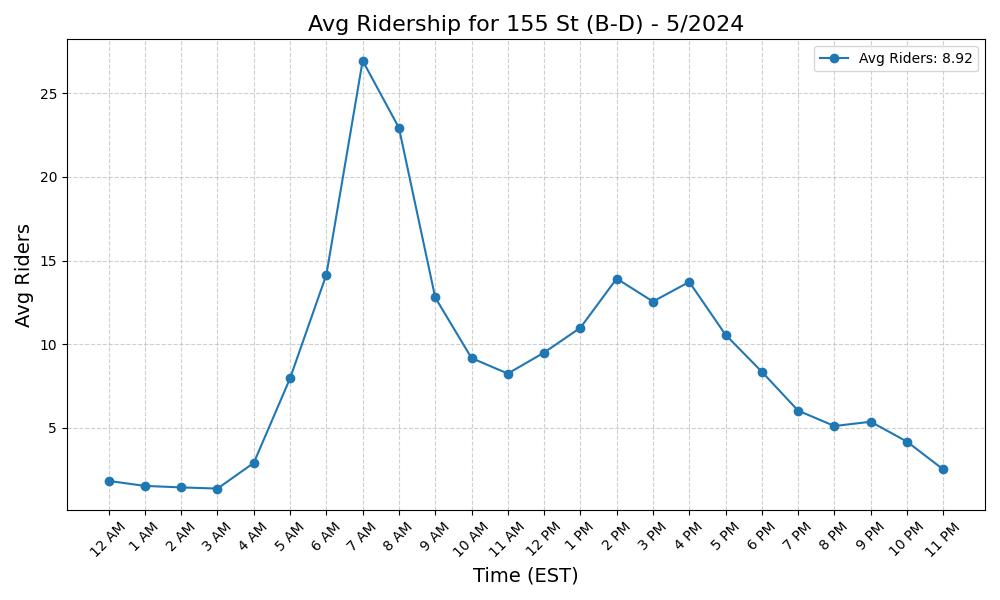 Avg Ridership for 155 St (B-D) - 5/2024
Avg Riders: 8.92
Avg Riders
25
20
15
10
5
12 AM
1 AM
2 AM
3 AM
4 AM
5 AM
6 AM
7 AM
8 AM
9 AM
10 AM
11 AM
12 PM
1 PM
2 PM
3 PM
4 PM
5 PM
6 PM
7 PM
8 PM
9 PM
10 PM
11 PM
Time (EST)